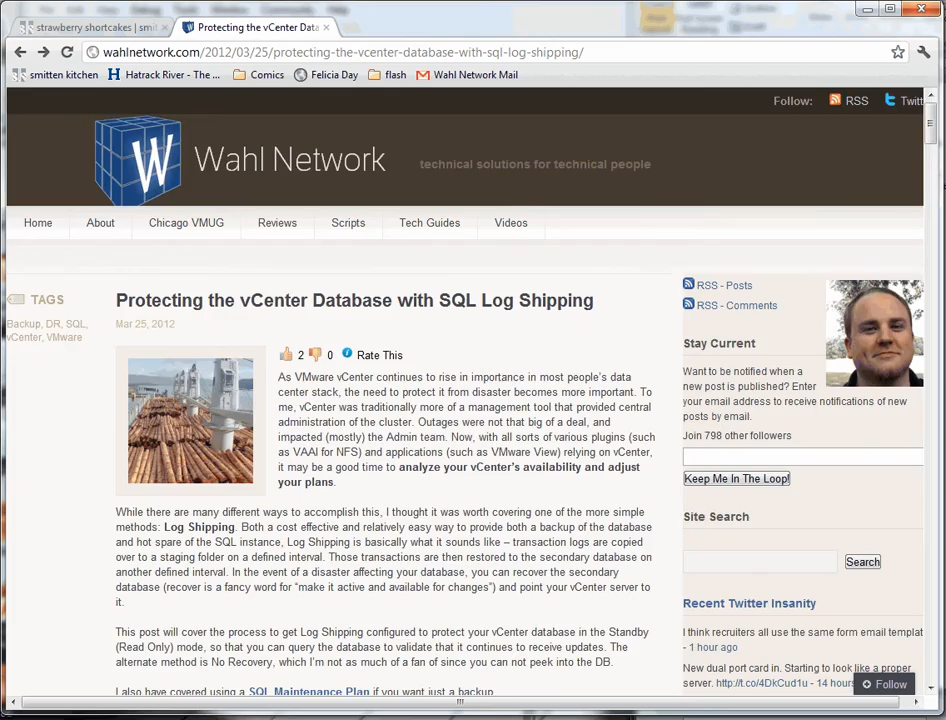 strawberry shortcakes | smit
Protecting the vCenter Data
wahlnetwork.com/2012/03/25/protecting-the-vcenter-database-with-sql-log-shipping/
smitten kitchen
Hatrack River - The ...
Comics
Felicia Day
flash
Wahl Network Mail
Follow:
RSS
Twitt
W
Wahl Network
technical solutions for technical people
Home
About
Chicago VMUG
Reviews
Scripts
Tech Guides
Videos
TAGS
Backup, DR, SQL,
vCenter, VMware
Protecting the vCenter Database with SQL Log Shipping
Mar 25, 2012
2
0
Rate This
As VMware vCenter continues to rise in importance in most people's data
center stack, the need to protect it from disaster becomes more important. To
me, vCenter was traditionally more of a management tool that provided central
administration of the cluster. Outages were not that big of a deal, and
impacted (mostly) the Admin team. Now, with all sorts of various plugins (such
as VAAI for NFS) and applications (such as VMware View) relying on vCenter,
it may be a good time to analyze your vCenter's availability and adjust
your plans.
While there are many different ways to accomplish this, I thought it was worth covering one of the more simple
methods: Log Shipping. Both a cost effective and relatively easy way to provide both a backup of the database
and hot spare of the SQL instance, Log Shipping is basically what it sounds like – transaction logs are copied
over to a staging folder on a defined interval. Those transactions are then restored to the secondary database on
another defined interval. In the event of a disaster affecting your database, you can recover the secondary
database (recover is a fancy word for "make it active and available for changes") and point your vCenter server to
it.
This post will cover the process to get Log Shipping configured to protect your vCenter database in the Standby
(Read Only) mode, so that you can query the database to validate that it continues to receive updates. The
alternate method is No Recovery, which I'm not as much of a fan of since you can not peek into the DB.
I also have covered using a SQL Maintenance Plan if you want just a backup
RSS - Posts
RSS - Comments
Stay Current
Want to be notified when a
new post is published? Enter
your email address to receive notifications of new
posts by email.
Join 798 other followers
Keep Me In The Loop!
Site Search
Search
Recent Twitter Insanity
I think recruiters all use the same form email templat
- 1 hour ago
New dual port card in. Starting to look like a proper
server. http://t.co/4DkCud1u - 14 hours
Follow